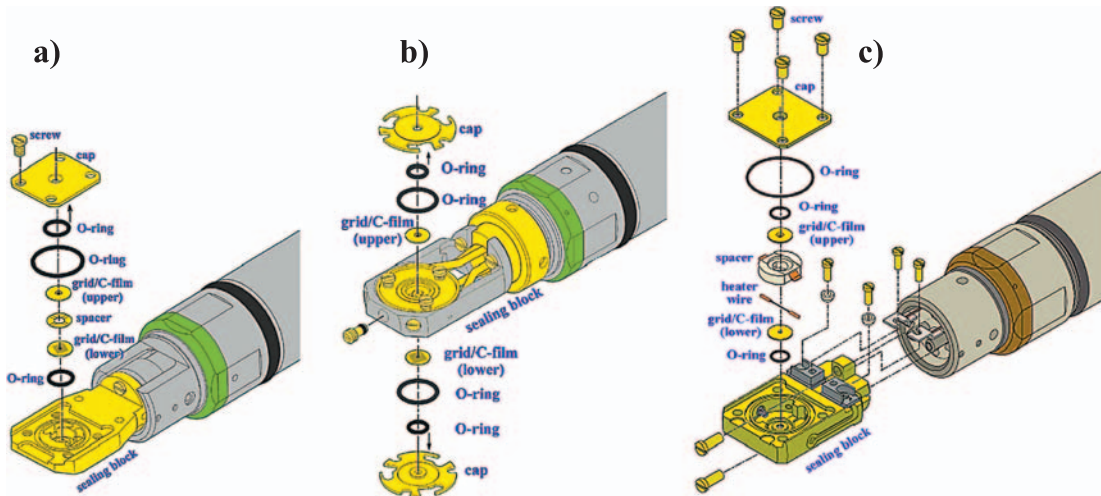 a)
screw
cap
O-ring
O-ring
grid/C-film
(upper)
spacer
grid/C-film
(lower)
O-ring
sealing block
b)
cap
O-ring
O-ring
grid/C-film
(upper)
sealing block
grid/C-film
(lower)
O-ring
O-ring
cap
c)
screw
cap
O-ring
O-ring
grid/C-film
(upper)
spacer
heater
wire
grid/C-film
(lower)
O-ring
sealing block